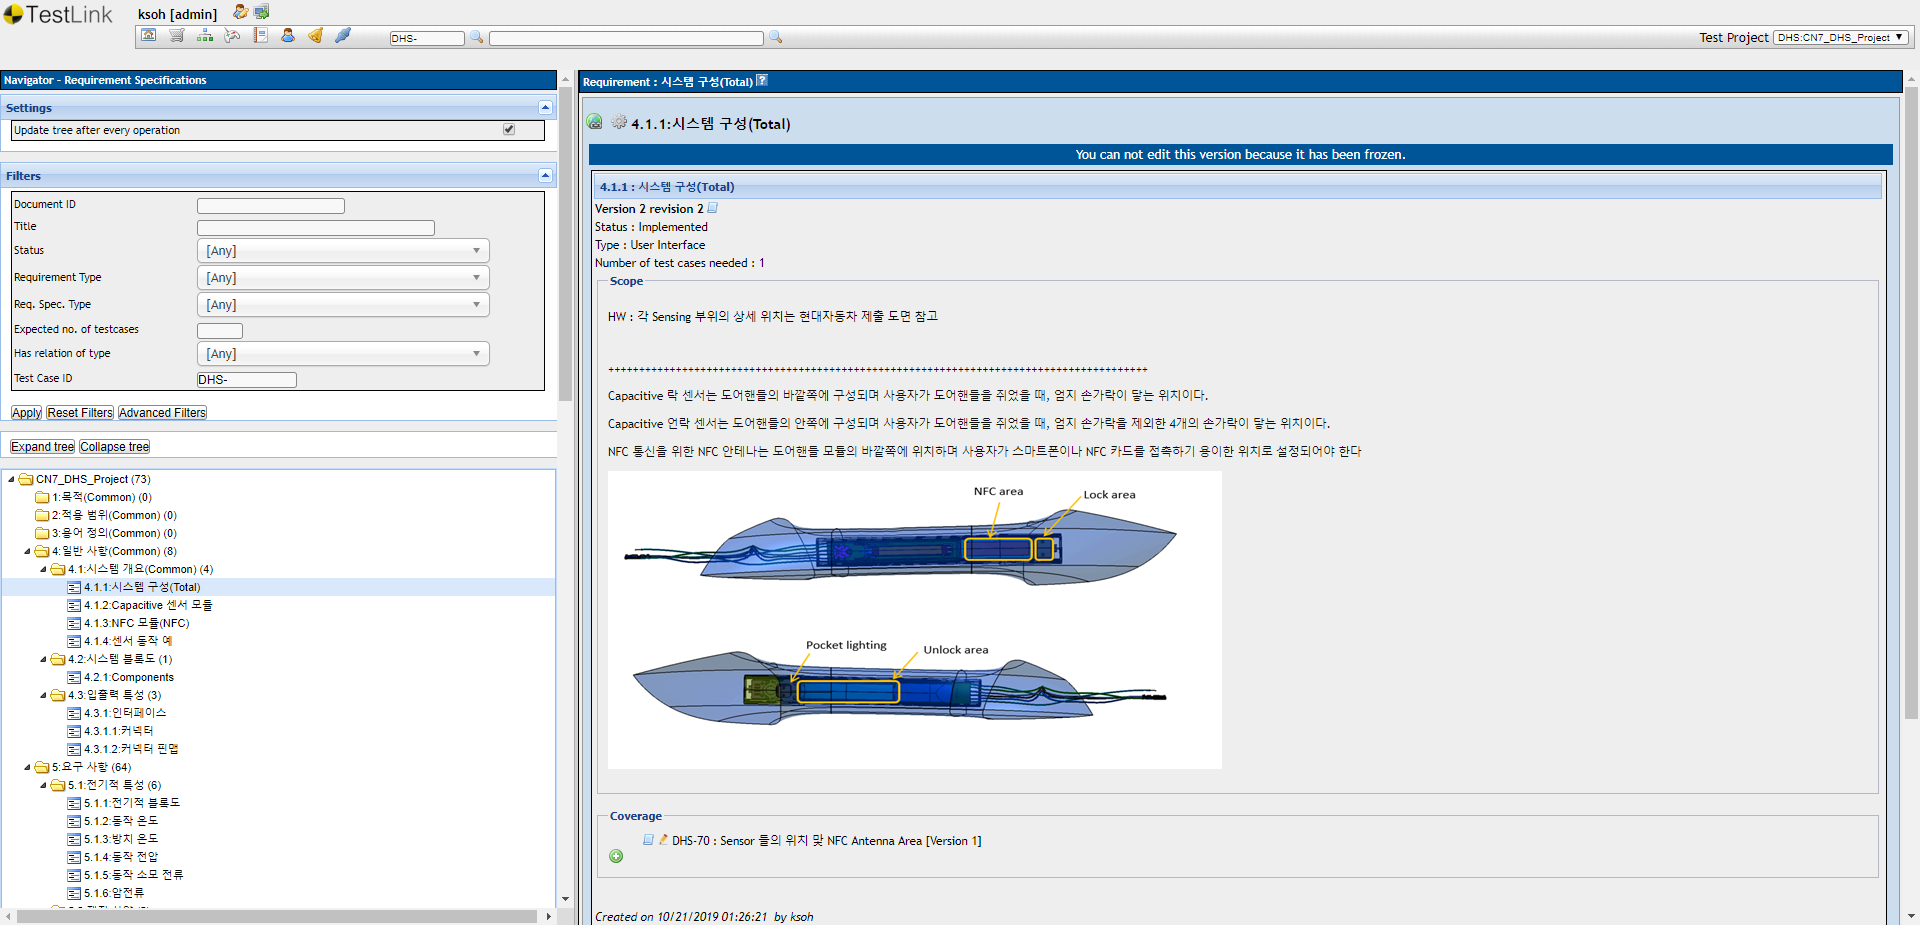 TestLink
ksoh [admin]
DHS-
Test Project DHS:CN7_DHS_Project
Navigator - Requirement Specifications
Settings
Update tree after every operation
Filters
Document ID
Title
Status [Any]
Requirement Type [Any]
Req. Spec. Type [Any]
Expected no. of testcases
Has relation of type [Any]
Test Case ID DHS-
Apply Reset Filters Advanced Filters
Expand tree Collapse tree
CN7_DHS_Project (73)
1:목적(Common) (0)
2:적용 범위(Common) (0)
3:용어 정의(Common) (0)
4:일반 사항(Common) (8)
4.1:시스템 개요(Common) (4)
4.1.1:시스템 구성(Total)
4.1.2:Capacitive 센서 모듈
4.1.3:NFC 모듈(NFC)
4.1.4:센서 동작 예
4.2:시스템 블록도 (1)
4.2.1:Components
4.3:입출력 특성 (3)
4.3.1:인터페이스
4.3.1.1:커넥터
4.3.1.2:커넥터 핀맵
5:요구 사항 (64)
5.1:전기적 특성 (6)
5.1.1:전기적 블록도
5.1.2:동작 온도
5.1.3:방치 온도
5.1.4:동작 전압
5.1.5:동작 소모 전류
5.1.6:암전류
Requirement : 시스템 구성(Total) ?
4.1.1:시스템 구성(Total)
You can not edit this version because it has been frozen.
4.1.1 : 시스템 구성(Total)
Version 2 revision 2
Status : Implemented
Type : User Interface
Number of test cases needed : 1
Scope
HW : 각 Sensing 부위의 상세 위치는 현대자동차 제출 도면 참고
++++++++++++++++++++++++++++++++++++++++++++++++++++++++++++++++++++++++++++++++++++++++++
Capacitive 락 센서는 도어핸들의 바깥쪽에 구성되며 사용자가 도어핸들을 쥐었을 때, 엄지 손가락이 닿는 위치이다.
Capacitive 언락 센서는 도어핸들의 안쪽에 구성되며 사용자가 도어핸들을 쥐었을 때, 엄지 손가락을 제외한 4개의 손가락이 닿는 위치이다.
NFC 통신을 위한 NFC 안테나는 도어핸들 모듈의 바깥쪽에 위치하며 사용자가 스마트폰이나 NFC 카드를 접촉하기 용이한 위치로 설정되어야 한다
NFC area
Lock area
Pocket lighting
Unlock area
Coverage
DHS-70 : Sensor 들의 위치 맞 NFC Antenna Area [Version 1]
Created on 10/21/2019 01:26:21 by ksoh